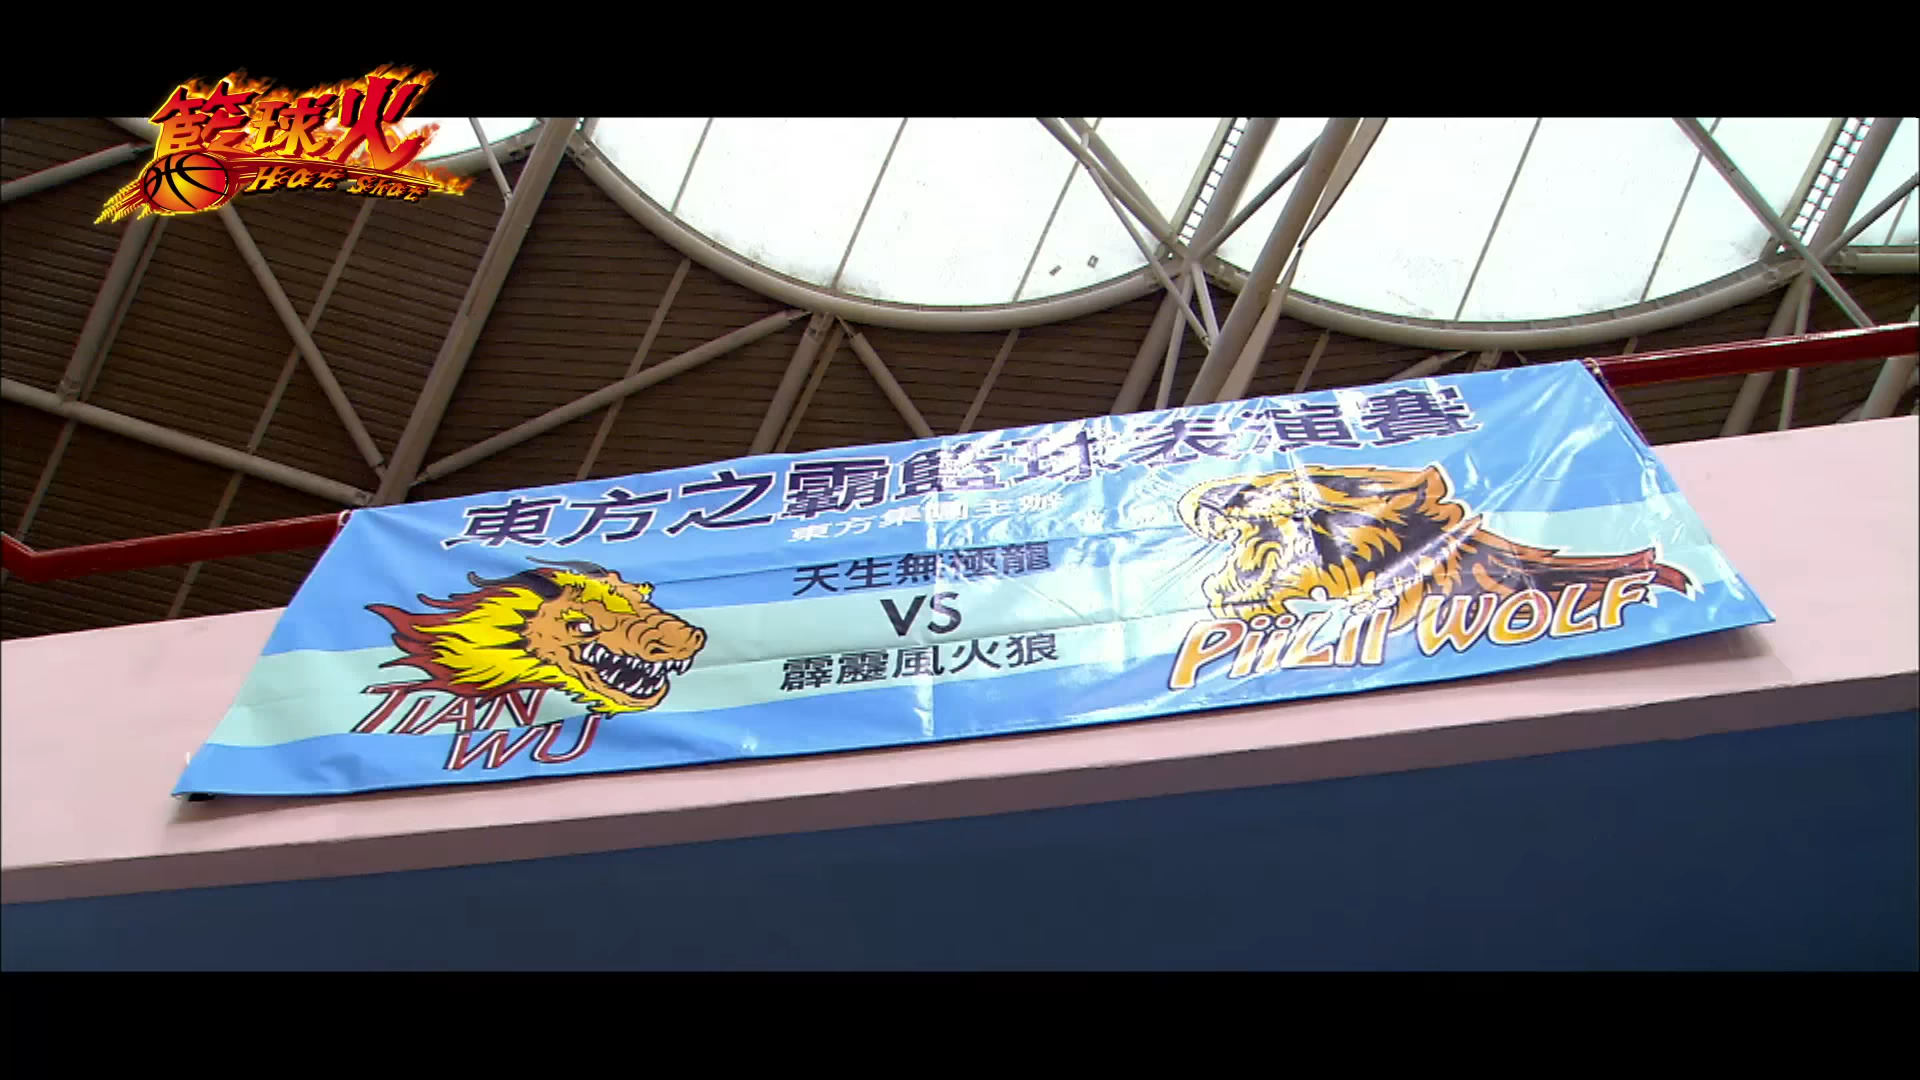 籃球火
Hot Shot
東方之霸籃球表演賽
東方集團主辦
天生無極龍
VS
霹靂風火狼
TIAN
WU
PiiLii WOLF